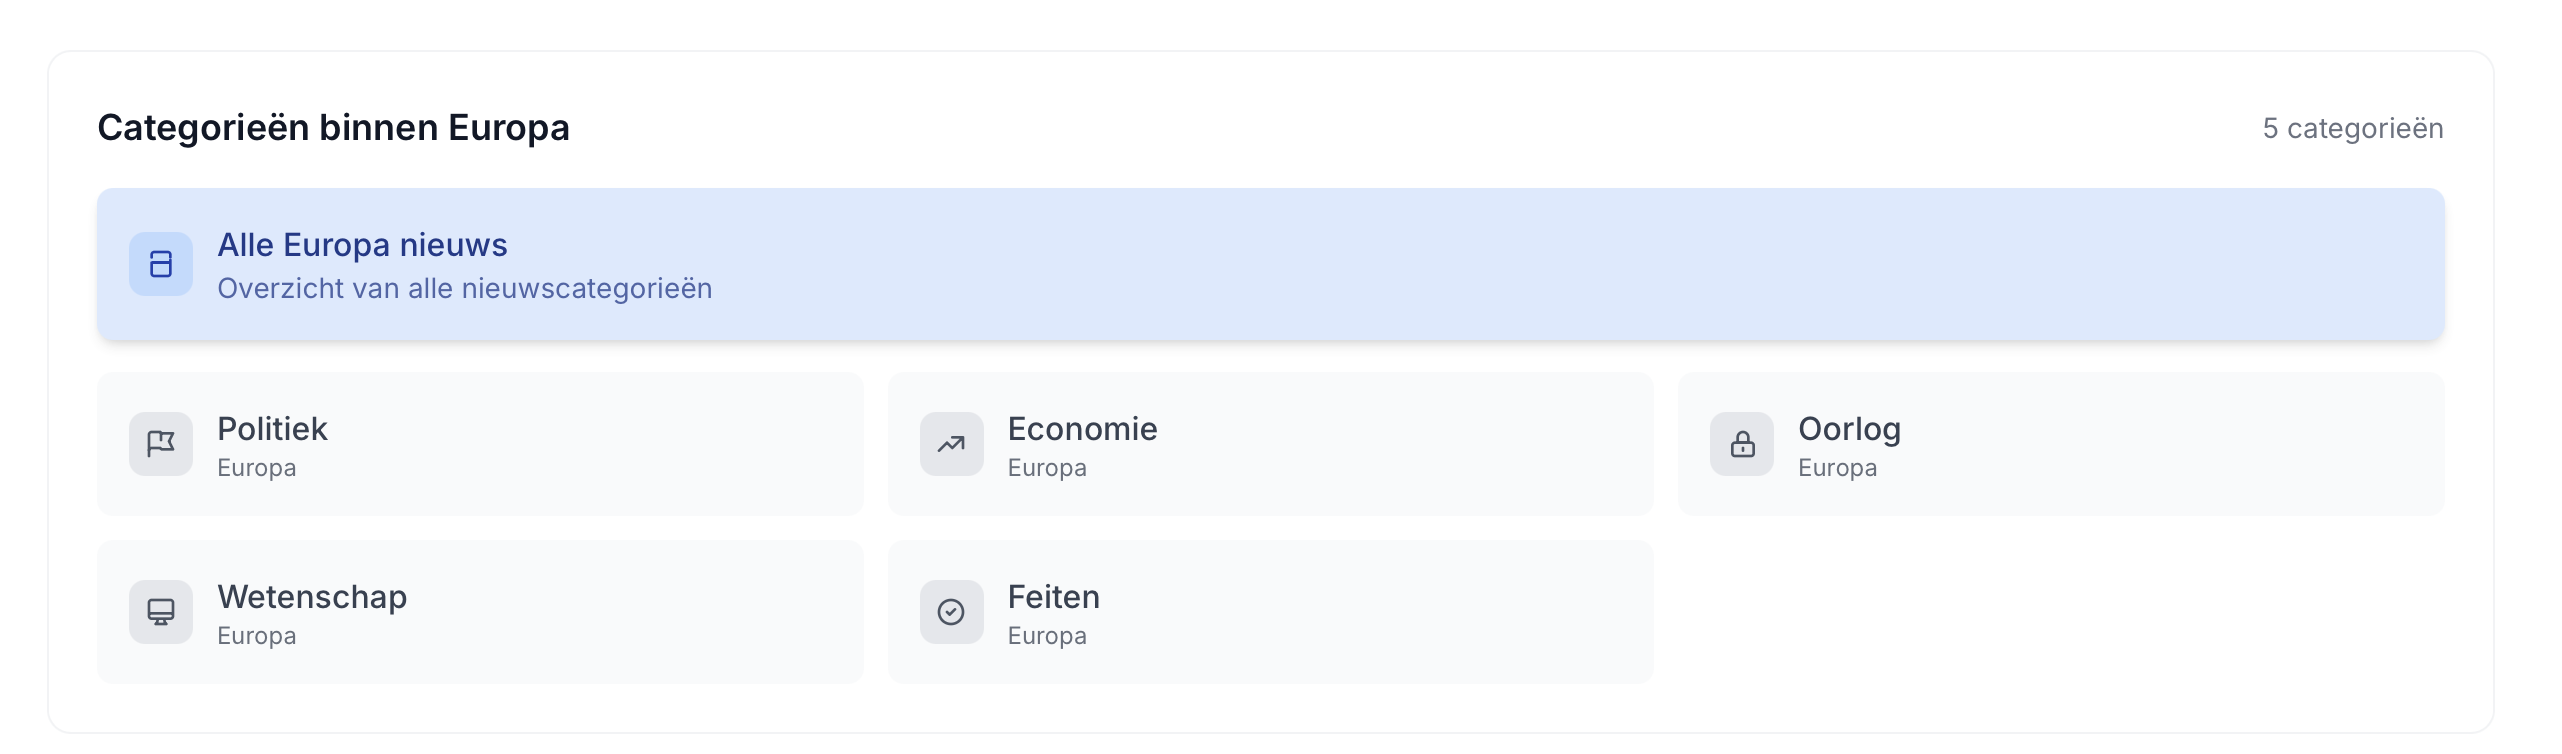 Categorieën binnen Europa
5 categorieën
Alle Europa nieuws
Overzicht van alle nieuwscategorieën
Politiek
Europa
Economie
Europa
Oorlog
Europa
Wetenschap
Europa
Feiten
Europa